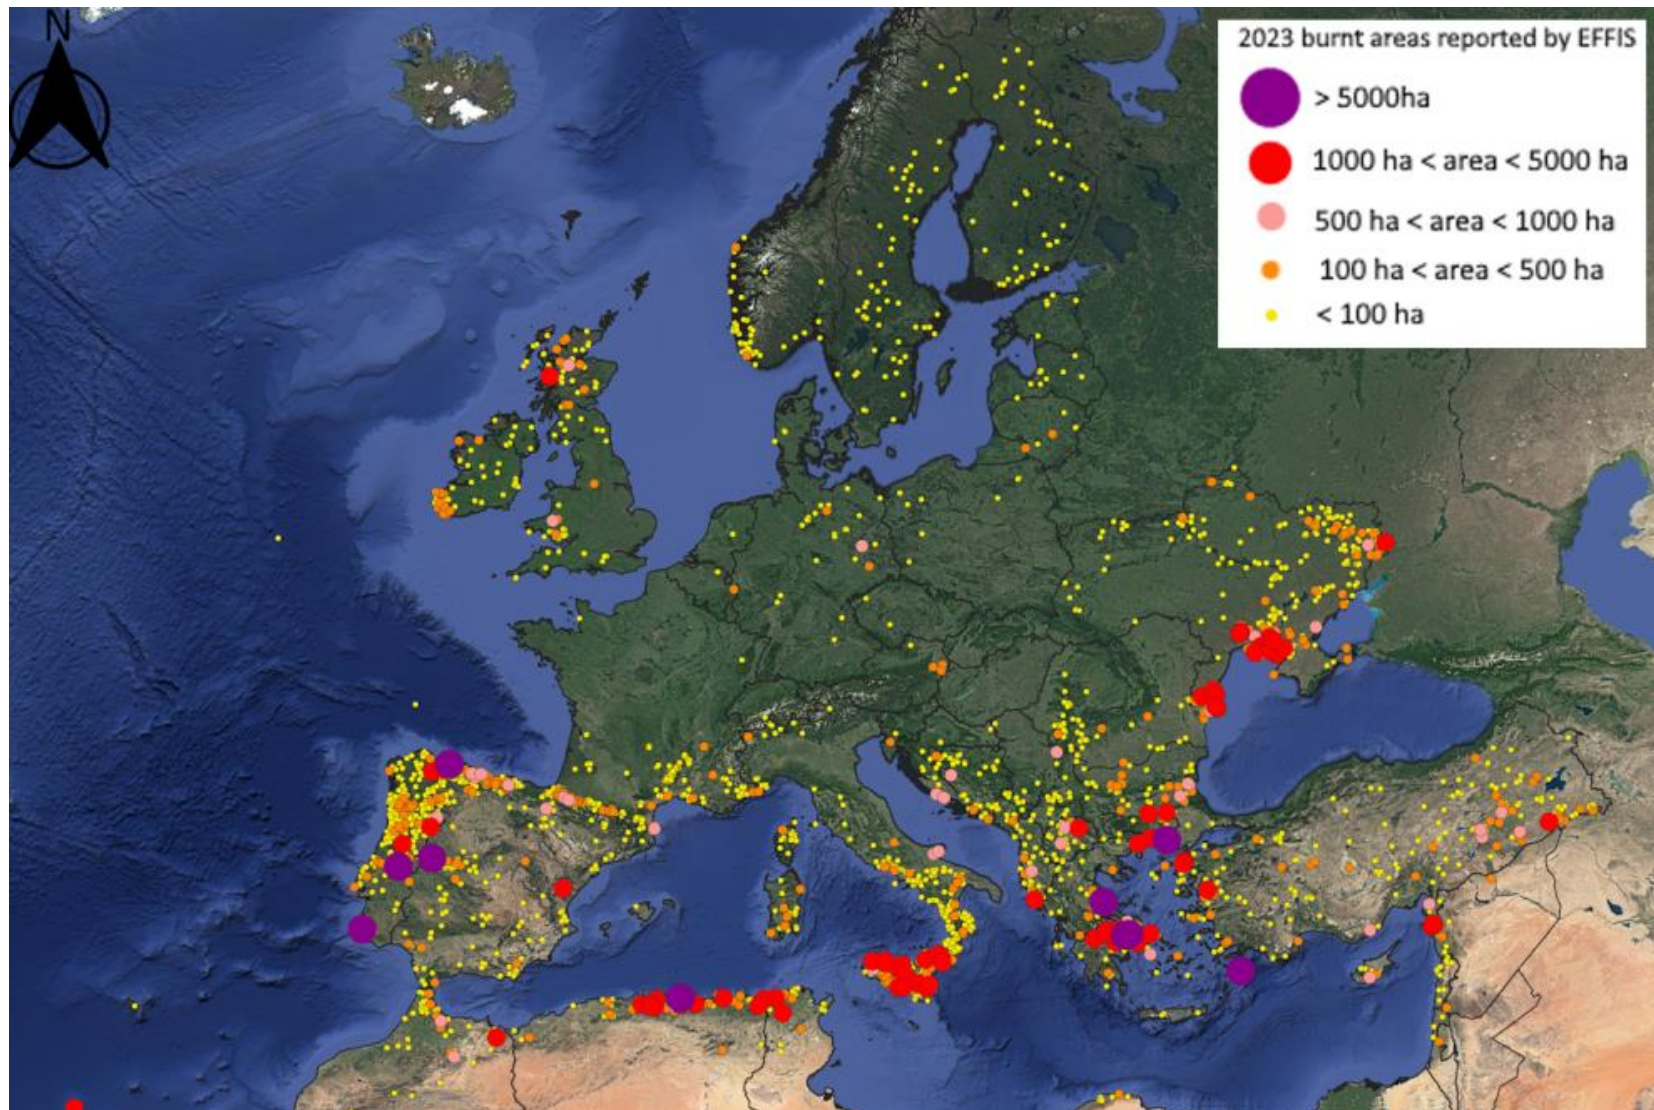 N
2023 burnt areas reported by EFFIS
> 5000ha
1000 ha < area < 5000 ha
500 ha < area < 1000 ha
100 ha < area < 500 ha
< 100 ha